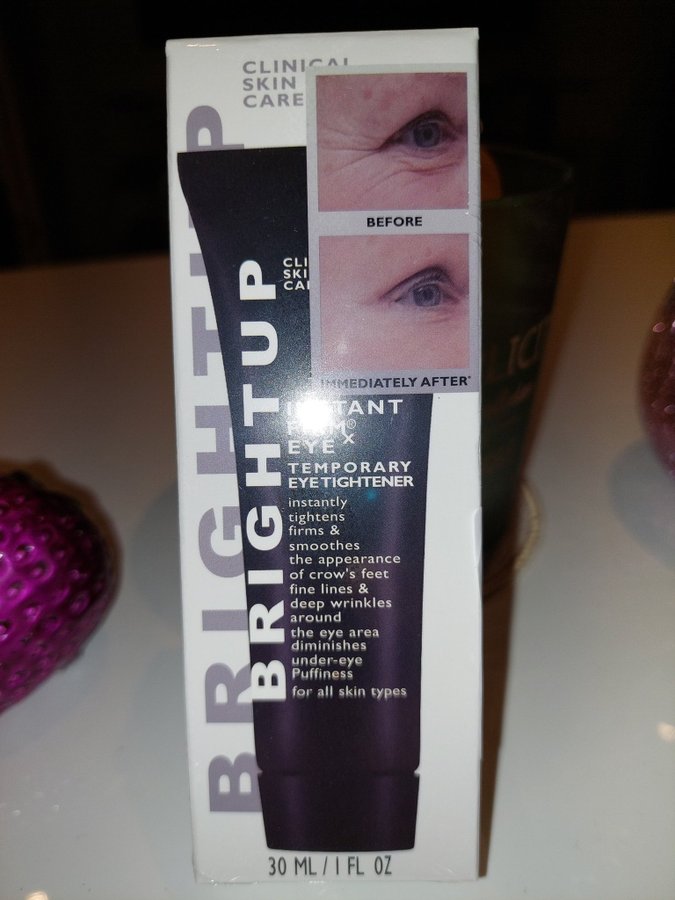 CLINICAL
SKIN
CARE
BRIGHTUP
BEFORE
IMMEDIATELY AFTER*
CLI
SKI
CA
BRIGHTUP
EYE
TEMPORARY
EYETIGHTENER
instantly
tightens
firms &
smoothes
the appearance
of crow's feet
fine lines &
deep wrinkles
around
the eye area
diminishes
under-eye
Puffiness
for all skin types
30 ML / 1 FL OZ